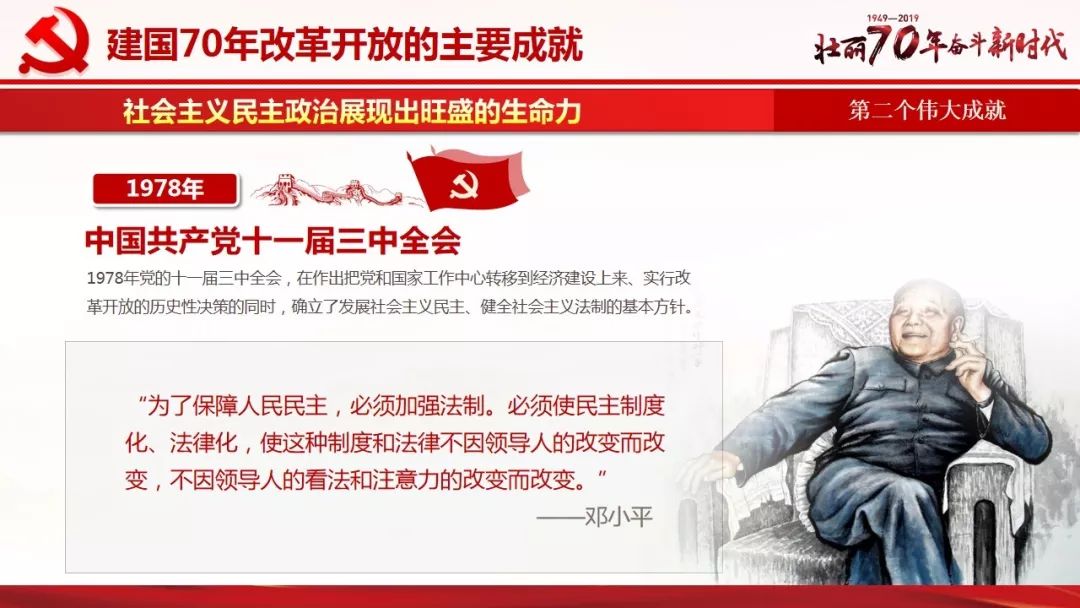 建国70年改革开放的主要成就
1949—2019
壮丽70年奋斗新时代
社会主义民主政治展现出旺盛的生命力
第二个伟大成就
1978年
中国共产党十一届三中全会
1978年党的十一届三中全会，在作出把党和国家工作中心转移到经济建设上来、实行改
革开放的历史性决策的同时，确立了发展社会主义民主、健全社会主义法制的基本方针。
“为了保障人民民主，必须加强法制。必须使民主制度
化、法律化，使这种制度和法律不因领导人的改变而改
变，不因领导人的看法和注意力的改变而改变。”
——邓小平